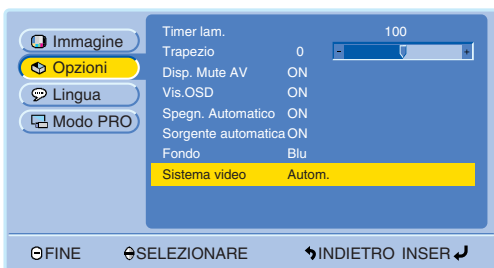 Immagine
Opzioni
Lingua
Modo PRO
Timer lam. 100
Trapezio 0 - +
Disp. Mute AV ON
Vis.OSD ON
Spegn. Automatico ON
Sorgente automatica ON
Fondo Blu
Sistema video Autom.
FINE SELEZIONARE INDIETRO INSER